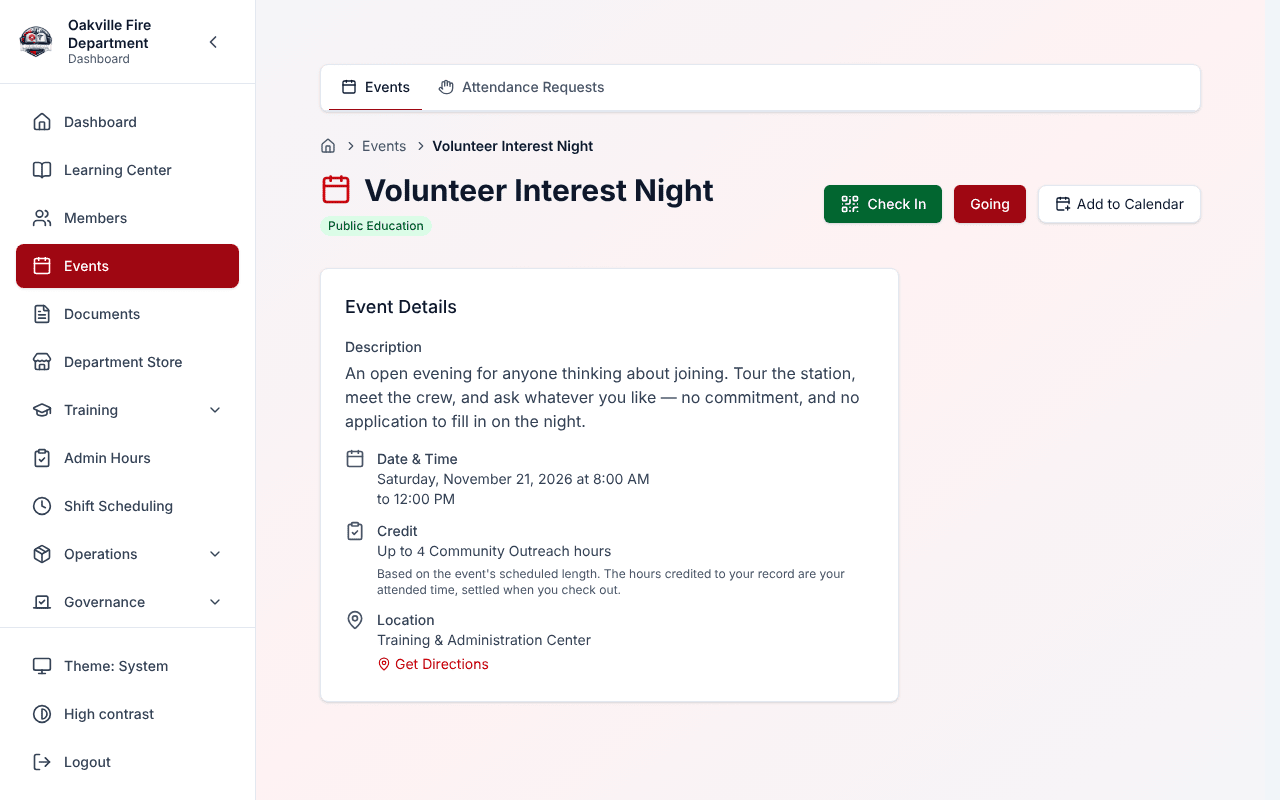 Oakville Fire
Department
Dashboard
Dashboard
Learning Center
Members
Events
Documents
Department Store
Training
Admin Hours
Shift Scheduling
Operations
Governance
Theme: System
High contrast
Logout
Events
Attendance Requests
Events
Volunteer Interest Night
Volunteer Interest Night
Public Education
Check In
Going
Add to Calendar
Event Details
Description
An open evening for anyone thinking about joining. Tour the station,
meet the crew, and ask whatever you like — no commitment, and no
application to fill in on the night.
Date & Time
Saturday, November 21, 2026 at 8:00 AM
to 12:00 PM
Credit
Up to 4 Community Outreach hours
Based on the event's scheduled length. The hours credited to your record are your
attended time, settled when you check out.
Location
Training & Administration Center
Get Directions